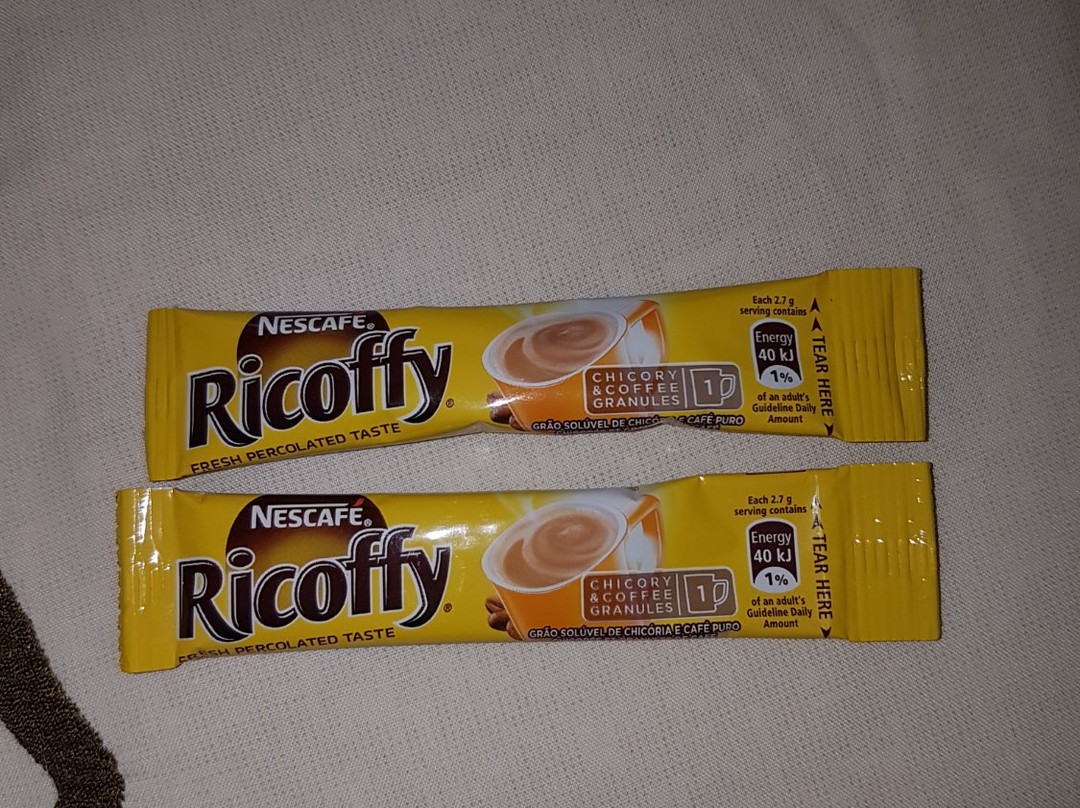 NESCAFÉ®
Ricoffy®
FRESH PERCOLATED TASTE
CHICORY
&COFFEE
GRANULES
1
GRÃO SOLÚVEL DE CHICÓ E CAFÉ PURO
Each 2.7 g
serving contains
Energy
40 kJ
1%
of an adult's
Guideline Daily
Amount
TEAR HERE
NESCAFÉ®
Ricoffy®
FRESH PERCOLATED TASTE
CHICORY
&COFFEE
GRANULES
1
GRÃO SOLÚVEL DE CHICÓRIA E CAFÉ PURO
Each 2.7 g
serving contains
Energy
40 kJ
1%
of an adult's
Guideline Daily
Amount
TEAR HERE